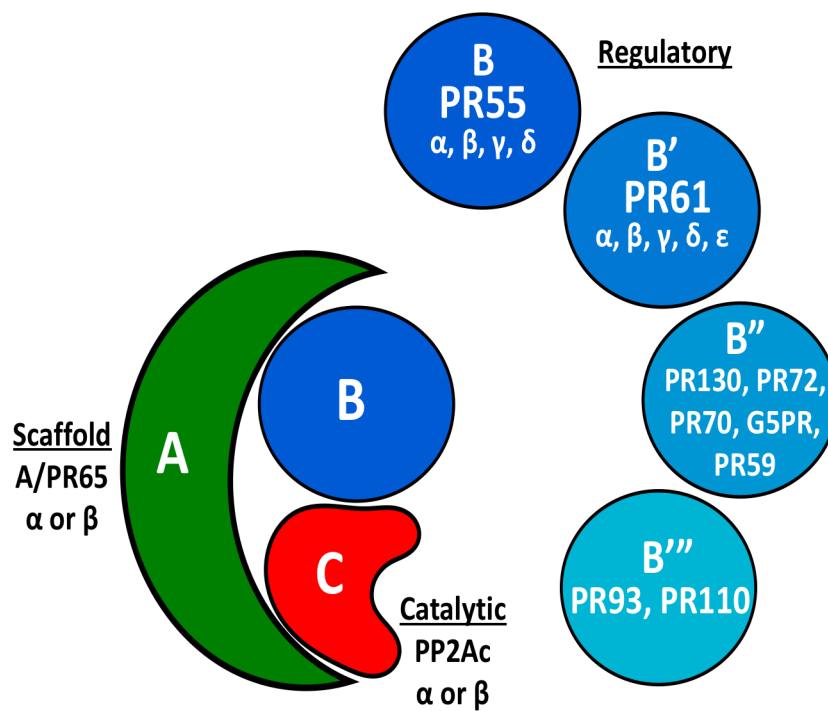 Regulatory
B
PR55
α, β, γ, δ
B’
PR61
α, β, γ, δ, ε
B”
PR130, PR72,
PR70, G5PR,
PR59
B’”
PR93, PR110
Scaffold
A/PR65
α or β
A
B
C
Catalytic
PP2Ac
α or β